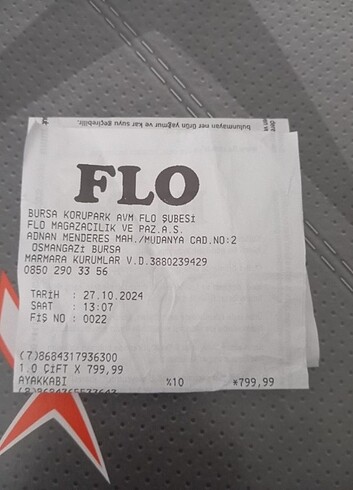 bulunmayan her ürün yağmur ve kar suyu geçirebilir.
FLO
BURSA KORUPARK AVM FLO ŞUBESİ
FLO MAGAZACILIK VE PAZ.A.S.
ADNAN MENDERES MAH./MUDANYA CAD.NO:2
OSMANGAZİ BURSA
MARMARA KURUMLAR V.D.3880239429
0850 290 33 56
TARİH : 27.10.2024
SAAT : 13:07
FİŞ NO : 0022
(7)8684317936300
1.0 ÇİFT X 799,99
AYAKKABI %10 *799,99